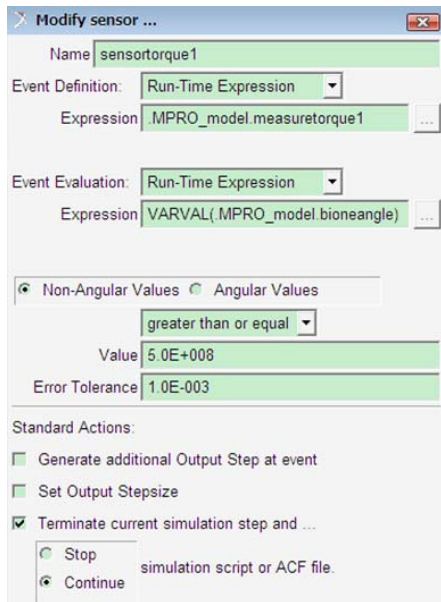 Modify sensor ...
Name sensortorque1
Event Definition: Run-Time Expression
Expression .MPRO_model.measuretorque1 ...
Event Evaluation: Run-Time Expression
Expression VARVAL(.MPRO_model.bioneangle) ...
Non-Angular Values Angular Values
greater than or equal
Value 5.0E+008
Error Tolerance 1.0E-003
Standard Actions:
Generate additional Output Step at event
Set Output Stepsize
Terminate current simulation step and ...
Stop
simulation script or ACF file.
Continue